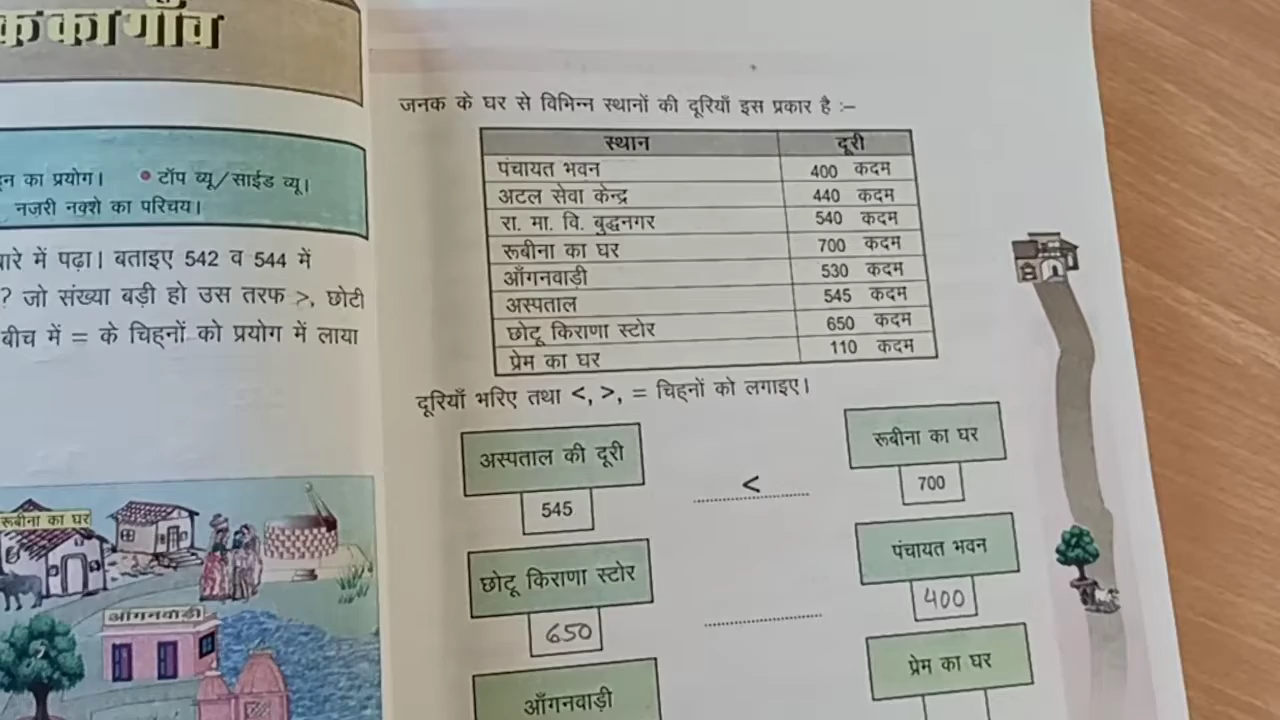 का गाँव
का प्रयोग। • टॉप व्यू/साईड व्यू।
नज़री नक्शे का परिचय।
में पढ़ा। बताइए 542 व 544 में
? जो संख्या बड़ी हो उस तरफ >, छोटी
बीच में = के चिह्नों को प्रयोग में लाया
रूबीना का घर
आँगनवाड़ी
जनक के घर से विभिन्न स्थानों की दूरियाँ इस प्रकार है :–
स्थान दूरी
पंचायत भवन 400 कदम
अटल सेवा केन्द्र 440 कदम
रा. मा. वि. बुद्धनगर 540 कदम
रूबीना का घर 700 कदम
आँगनवाड़ी 530 कदम
अस्पताल 545 कदम
छोटू किराणा स्टोर 650 कदम
प्रेम का घर 110 कदम
दूरियाँ भरिए तथा <, >, = चिह्नों को लगाइए।
अस्पताल की दूरी रूबीना का घर
545 < 700
छोटू किराणा स्टोर पंचायत भवन
650 400
आँगनवाड़ी प्रेम का घर